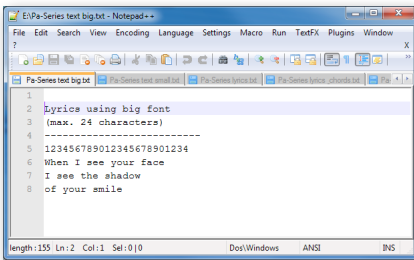 E:\Pa-Series text big.txt - Notepad++
File Edit Search View Encoding Language Settings Macro Run TextFX Plugins Window
? X
Pa-Series text big.txt Pa-Series text small.txt Pa-Series lyrics.txt Pa-Series lyrics ,chords.txt Pa-
1
2 Lyrics using big font
3 (max. 24 characters)
4 ------------------------
5 123456789012345678901234
6 When I see your face
7 I see the shadow
8 of your smile
length : 155 Ln : 2 Col : 1 Sel : 0 | 0 Dos\Windows ANSI INS